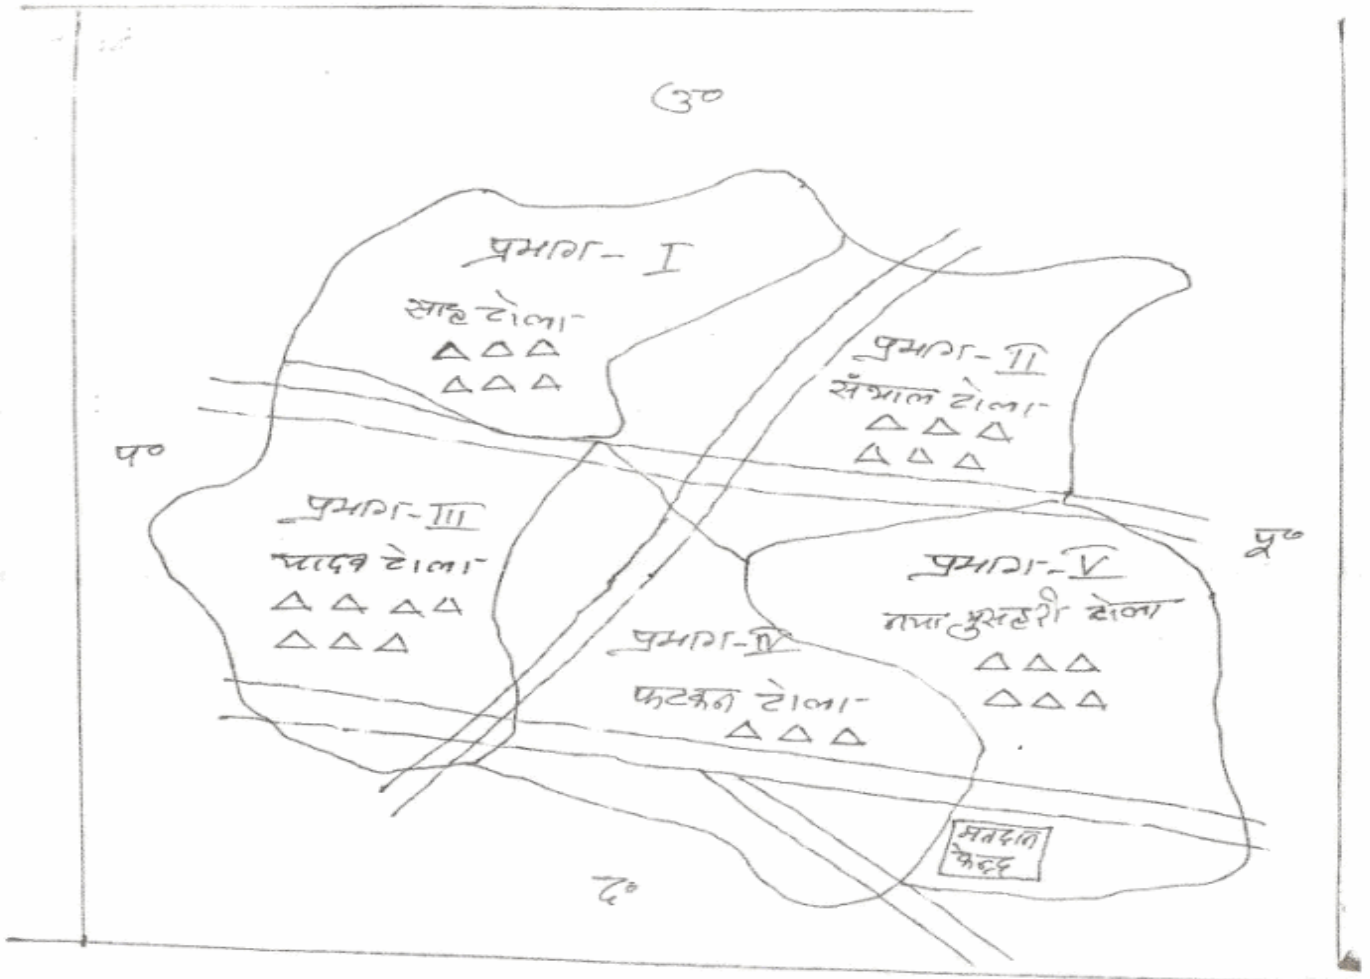 उ०
प्रभाग- I
साह टोला
प्रभाग- II
संथाल टोला
प०
प्रभाग- III
यादव टोला
पू०
प्रभाग- V
नया मुसहरी टोला
प्रभाग- IV
फटकन टोला
मतदान
केन्द्र
द०